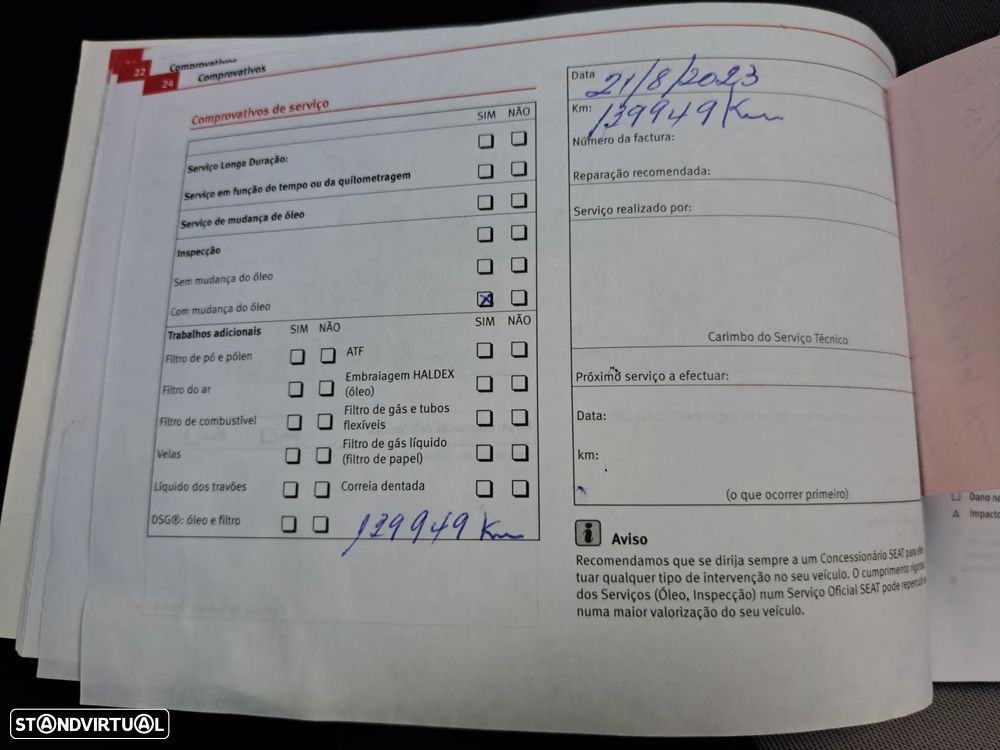 22 Comprovativos
24 Comprovativos
Comprovativos de serviço
SIM NÃO
Serviço Longa Duração:
Serviço em função do tempo ou da quilometragem
Serviço de mudança de óleo
Inspecção
Sem mudança do óleo
Com mudança do óleo
Trabalhos adicionais SIM NÃO SIM NÃO
Filtro de pó e pólen ATF
Filtro do ar Embraiagem HALDEX
(óleo)
Filtro de combustível Filtro de gás e tubos
flexíveis
Velas Filtro de gás líquido
(filtro de papel)
Líquido dos travões Correia dentada
DSG®: óleo e filtro 139949 Km
Data 21/8/2023
Km: 139949 Km
Número da factura:
Reparação recomendada:
Serviço realizado por:
Carimbo do Serviço Técnico
Próximo serviço a efectuar:
Data:
km:
(o que ocorrer primeiro)
i Aviso
Recomendamos que se dirija sempre a um Concessionário SEAT para efe
tuar qualquer tipo de intervenção no seu veículo. O cumprimento rigoros
dos Serviços (Óleo, Inspecção) num Serviço Oficial SEAT pode repercutir
numa maior valorização do seu veículo.
Dano na
Impacto
STANDVIRTUAL